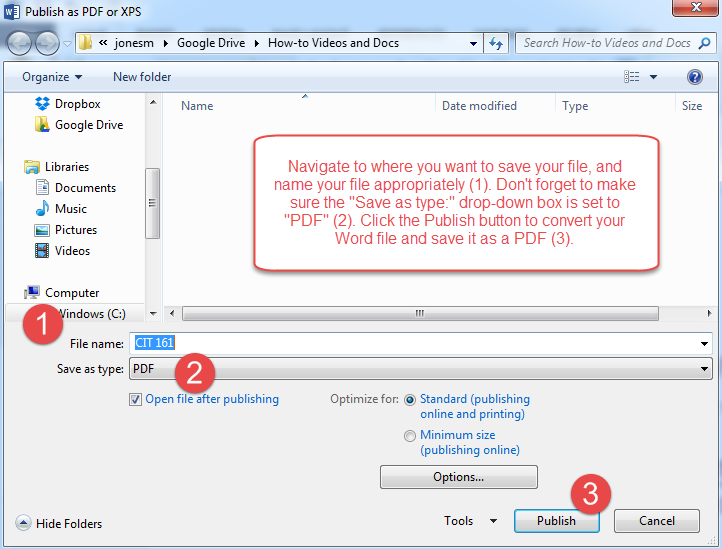 Publish as PDF or XPS
« jonesm ▸ Google Drive ▸ How-to Videos and Docs
Search How-to Videos and Docs
Organize
New folder
Dropbox
Google Drive
Libraries
Documents
Music
Pictures
Videos
Computer
Windows (C:)
Name
Date modified
Type
Size
Navigate to where you want to save your file, and
name your file appropriately (1). Don't forget to make
sure the "Save as type:" drop-down box is set to
"PDF" (2). Click the Publish button to convert your
Word file and save it as a PDF (3).
1
File name: CIT 161
Save as type: PDF
2
Open file after publishing
Optimize for:
Standard (publishing
online and printing)
Minimum size
(publishing online)
Options...
3
Hide Folders
Tools
Publish
Cancel